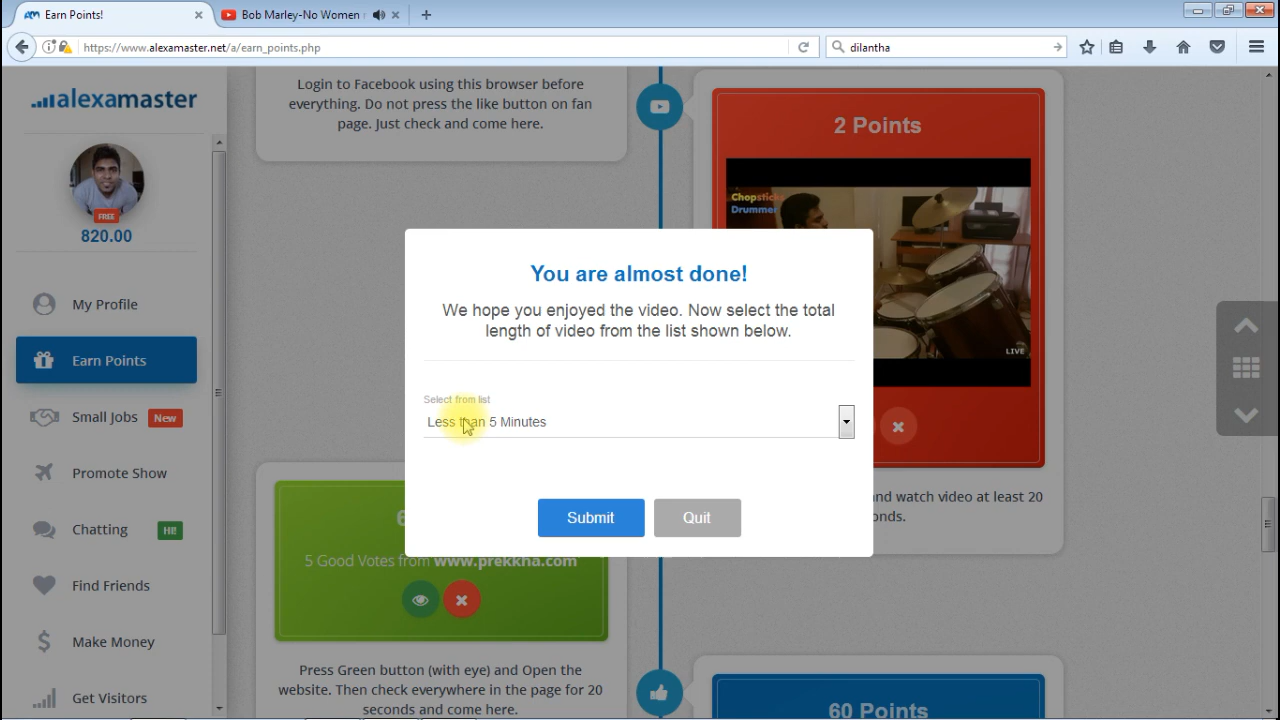 Earn Points!
Bob Marley-No Women
https://www.alexamaster.net/a/earn_points.php
dilantha
alexamaster
FREE
820.00
My Profile
Earn Points
Small Jobs New
Promote Show
Chatting HI!
Find Friends
Make Money
Get Visitors
Login to Facebook using this browser before
everything. Do not press the like button on fan
page. Just check and come here.
2 Points
Chopsticks
Drummer
LIVE
You are almost done!
We hope you enjoyed the video. Now select the total
length of video from the list shown below.
Select from list
Less than 5 Minutes
Submit
Quit
and watch video at least 20
5 Good Votes from www.prekkha.com
Press Green button (with eye) and Open the
website. Then check everywhere in the page for 20
seconds and come here.
60 Points